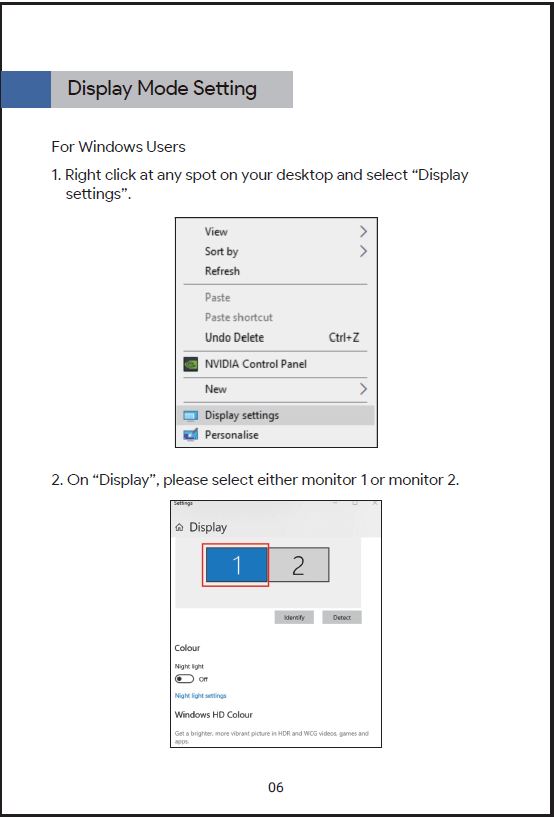 Display Mode Setting
For Windows Users
1. Right click at any spot on your desktop and select “Display
settings”.
View
Sort by
Refresh
Paste
Paste shortcut
Undo Delete Ctrl+Z
NVIDIA Control Panel
New
Display settings
Personalise
2. On “Display”, please select either monitor 1 or monitor 2.
Settings
Display
1 2
Identify Detect
Colour
Night light
Off
Night light settings
Windows HD Colour
Get a brighter, more vibrant picture in HDR and WCG videos, games and
apps.
06